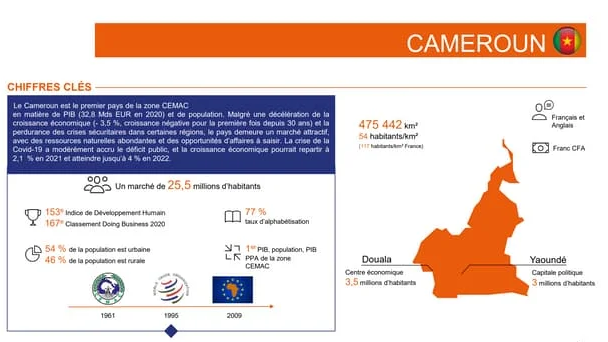 CAMEROUN
CHIFFRES CLÉS
Le Cameroun est le premier pays de la zone CEMAC
en matière de PIB (32,8 Mds EUR en 2020) et de population. Malgré une décélération de la
croissance économique (- 3,5 %, croissance négative pour la première fois depuis 30 ans) et la
perdurance des crises sécuritaires dans certaines régions, le pays demeure un marché attractif,
avec des ressources naturelles abondantes et des opportunités d'affaires à saisir. La crise de la
Covid-19 a modérément accru le déficit public, et la croissance économique pourrait repartir à
2,1 % en 2021 et atteindre jusqu'à 4 % en 2022.
Un marché de 25,5 millions d'habitants
153e Indice de Développement Humain
167e Classement Doing Business 2020
77 %
taux d'alphabétisation
54 % de la population est urbaine
46 % de la population est rurale
1er PIB, population, PIB
PPA de la zone
CEMAC
1961
1995
2009
475 442 km²
54 habitants/km²
(117 habitants/km² France)
Français et
Anglais
Franc CFA
Douala
Centre économique
3,5 millions d'habitants
Yaoundé
Capitale politique
3 millions d'habitants